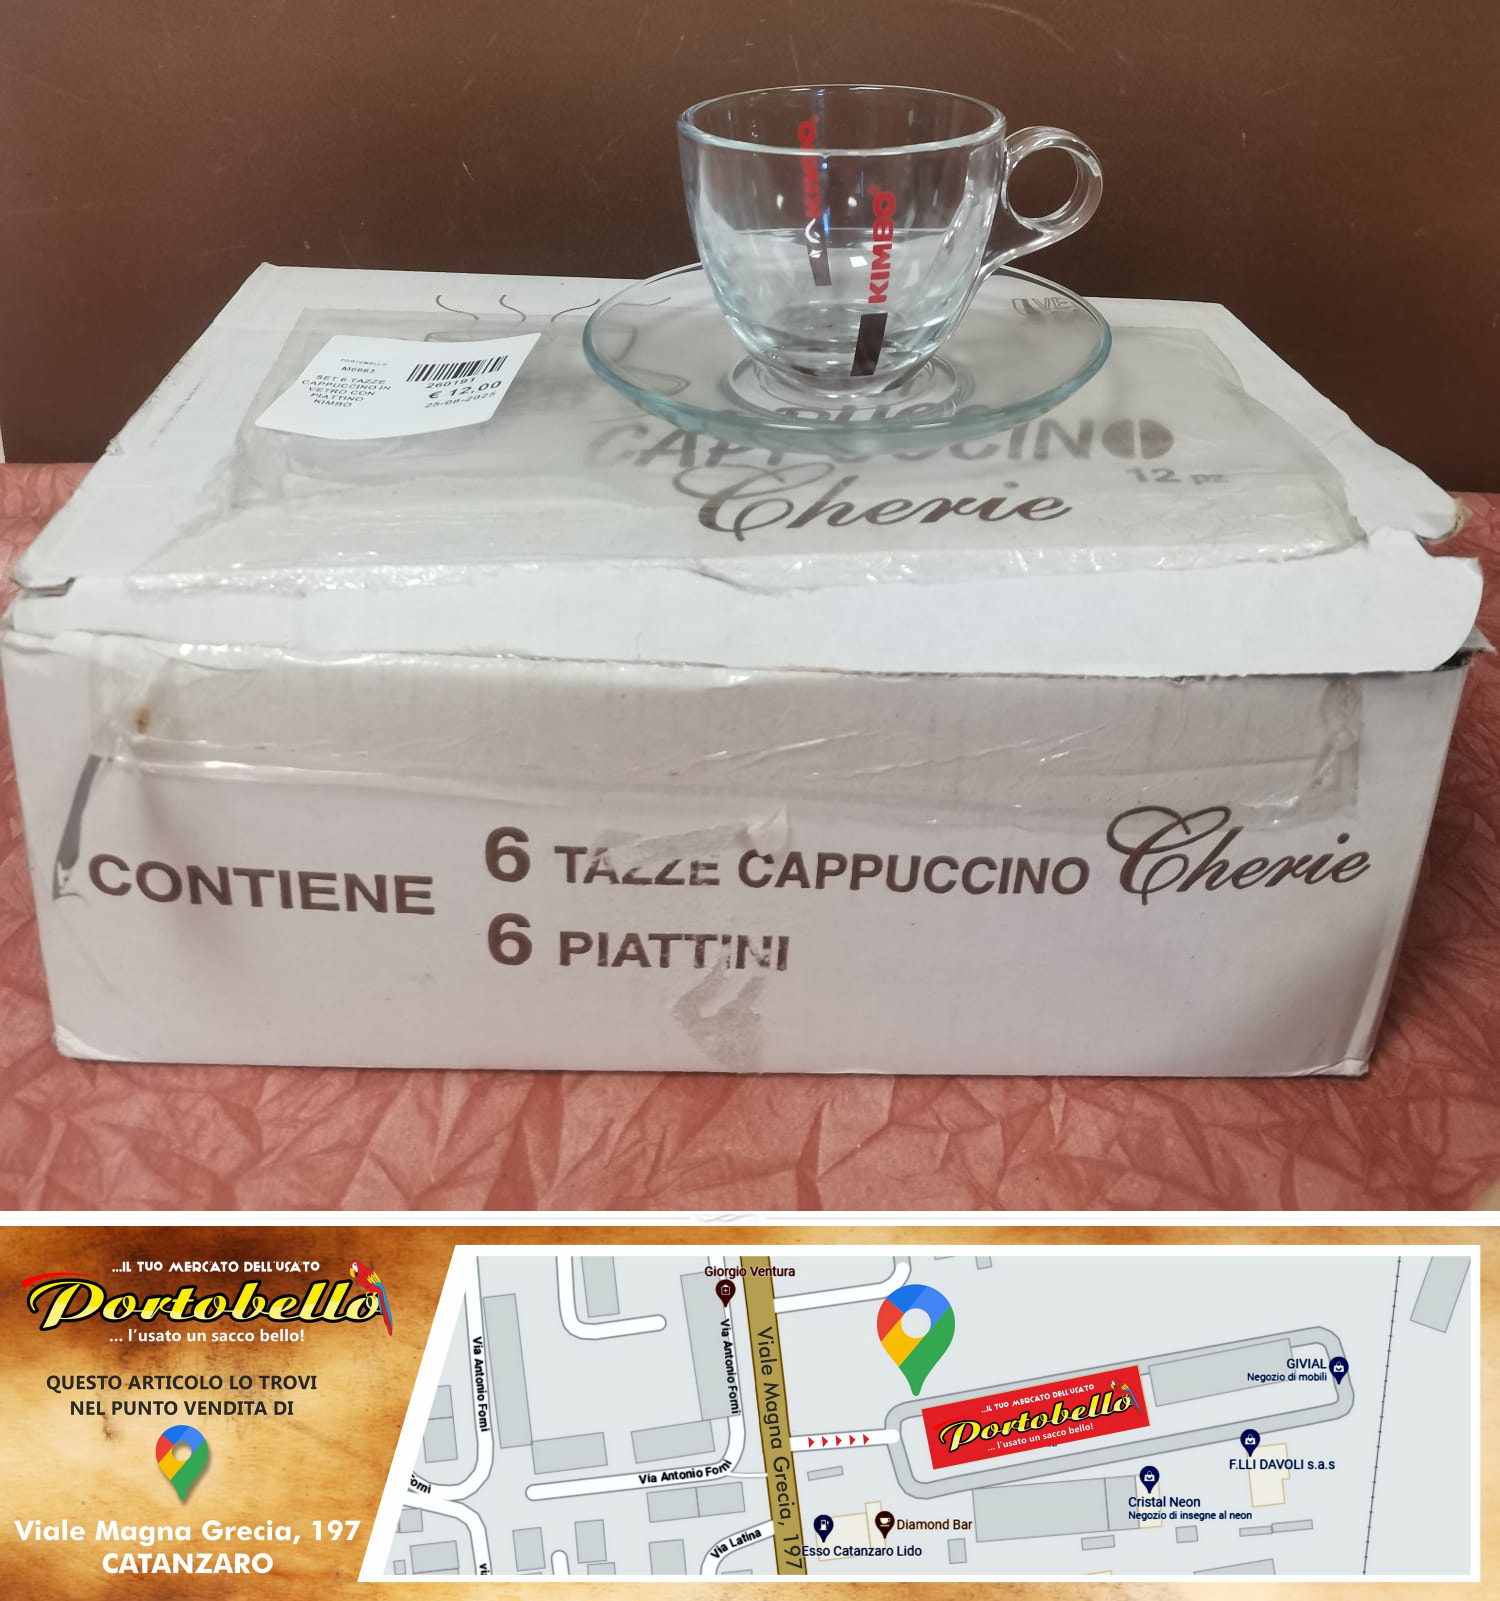 KIMBO
KIMBO
PORTOBELLO
M6663
SET 6 TAZZE
CAPPUCCINO IN
VETRO CON
PIATTINO
KIMBO
260191
€ 12,00
25-08-2025
CAPPUCCINO
12 pz
Cherie
CONTIENE
6 TAZZE CAPPUCCINO Cherie
6 PIATTINI
...IL TUO MERCATO DELL'USATO
Portobello
... l'usato un sacco bello!
QUESTO ARTICOLO LO TROVI
NEL PUNTO VENDITA DI
Viale Magna Grecia, 197
CATANZARO
Giorgio Ventura
Via Antonio Forni
Via Antonio Forni
Viale Magna Grecia, 197
Via Antonio Forni
Via Latina
...IL TUO MERCATO DELL'USATO
Portobello
... l'usato un sacco bello!
GIVIAL
Negozio di mobili
F.LLI DAVOLI s.a.s
Cristal Neon
Negozio di insegne al neon
Diamond Bar
Esso Catanzaro Lido